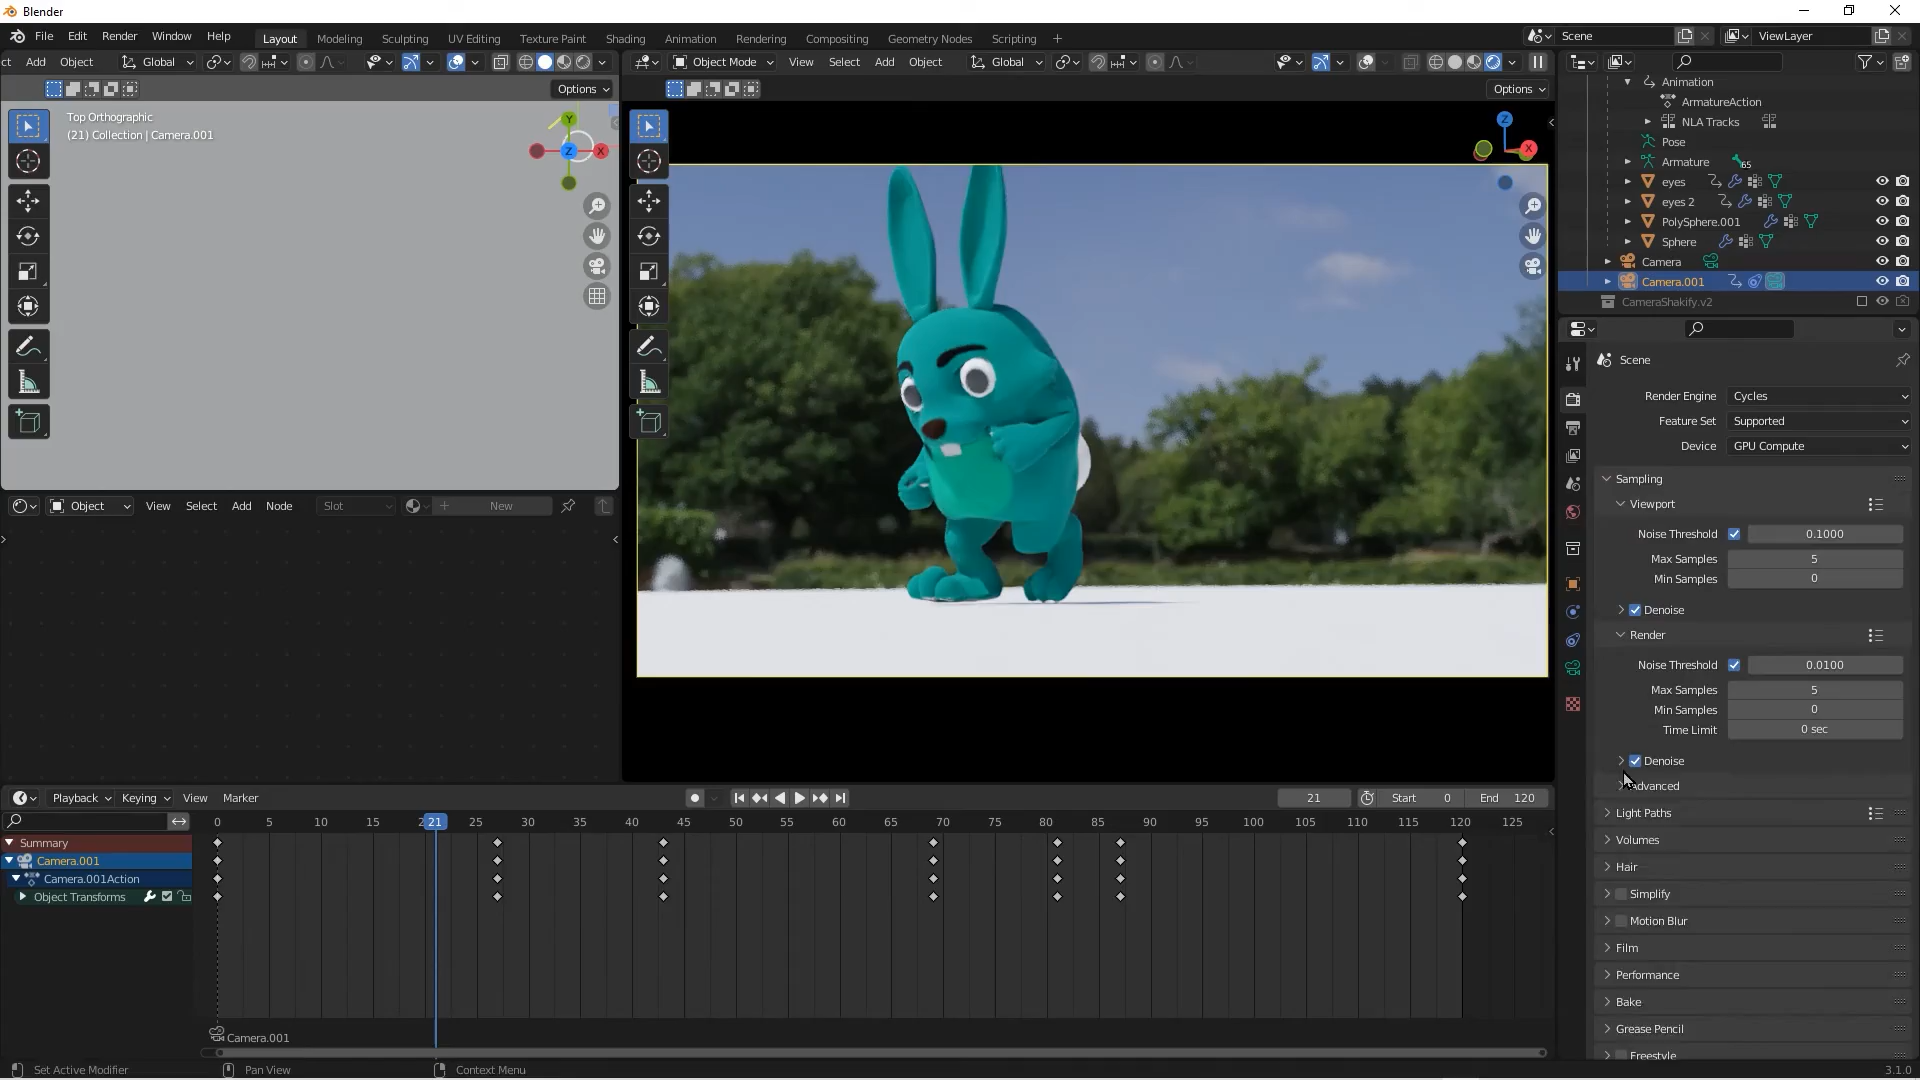 Blender
File Edit Render Window Help
Layout Modeling Sculpting UV Editing Texture Paint Shading Animation Rendering Compositing Geometry Nodes Scripting +
Scene
ViewLayer
ct Add Object Global
Object Mode View Select Add Object Global
Options
Options
Top Orthographic
(21) Collection | Camera.001
Y
Z
X
Z
X
Animation
ArmatureAction
NLA Tracks
Pose
Armature 65
eyes
eyes 2
PolySphere.001
Sphere
Camera
Camera.001
CameraShakify.v2
Scene
Render Engine Cycles
Feature Set Supported
Device GPU Compute
Sampling
Viewport
Noise Threshold 0.1000
Max Samples 5
Min Samples 0
Denoise
Render
Noise Threshold 0.0100
Max Samples 5
Min Samples 0
Time Limit 0 sec
Denoise
dvanced
Light Paths
Volumes
Hair
Simplify
Motion Blur
Film
Performance
Bake
Grease Pencil
Freestyle
Object View Select Add Node Slot New
Playback Keying View Marker 21 Start 0 End 120
0 5 10 15 2 21 25 30 35 40 45 50 55 60 65 70 75 80 85 90 95 100 105 110 115 120 125
Summary
Camera.001
Camera.001Action
Object Transforms
Camera.001
Set Active Modifier Pan View Context Menu 3.1.0